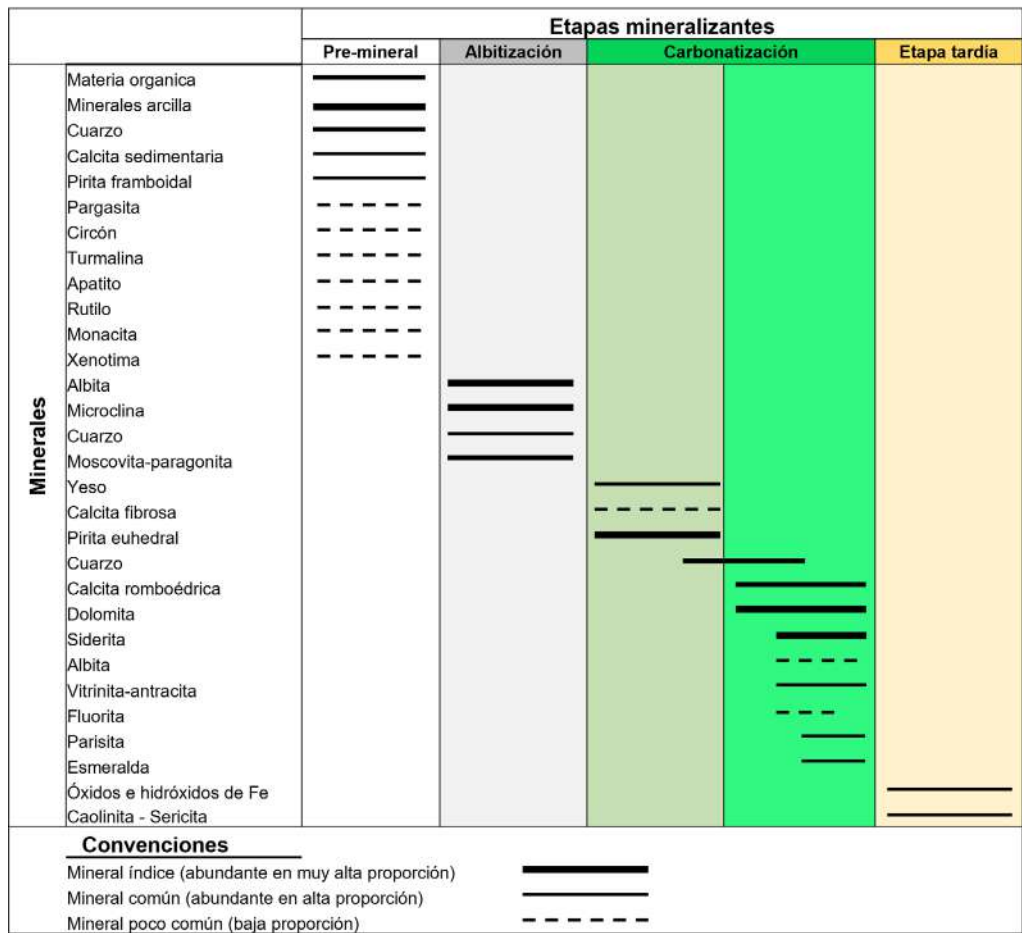 Etapas mineralizantes
Pre-mineral Albitización Carbonatización Etapa tardía
Minerales
Materia organica
Minerales arcilla
Cuarzo
Calcita sedimentaria
Pirita framboidal
Pargasita
Circón
Turmalina
Apatito
Rutilo
Monacita
Xenotima
Albita
Microclina
Cuarzo
Moscovita-paragonita
Yeso
Calcita fibrosa
Pirita euhedral
Cuarzo
Calcita romboédrica
Dolomita
Siderita
Albita
Vitrinita-antracita
Fluorita
Parisita
Esmeralda
Óxidos e hidróxidos de Fe
Caolinita - Sericita
Convenciones
Mineral índice (abundante en muy alta proporción)
Mineral común (abundante en alta proporción)
Mineral poco común (baja proporción)